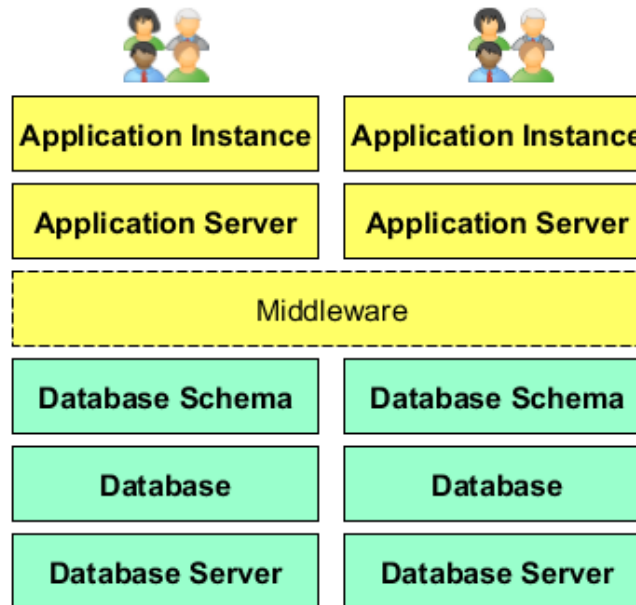 Application Instance Application Instance
Application Server Application Server
Middleware
Database Schema Database Schema
Database Database
Database Server Database Server